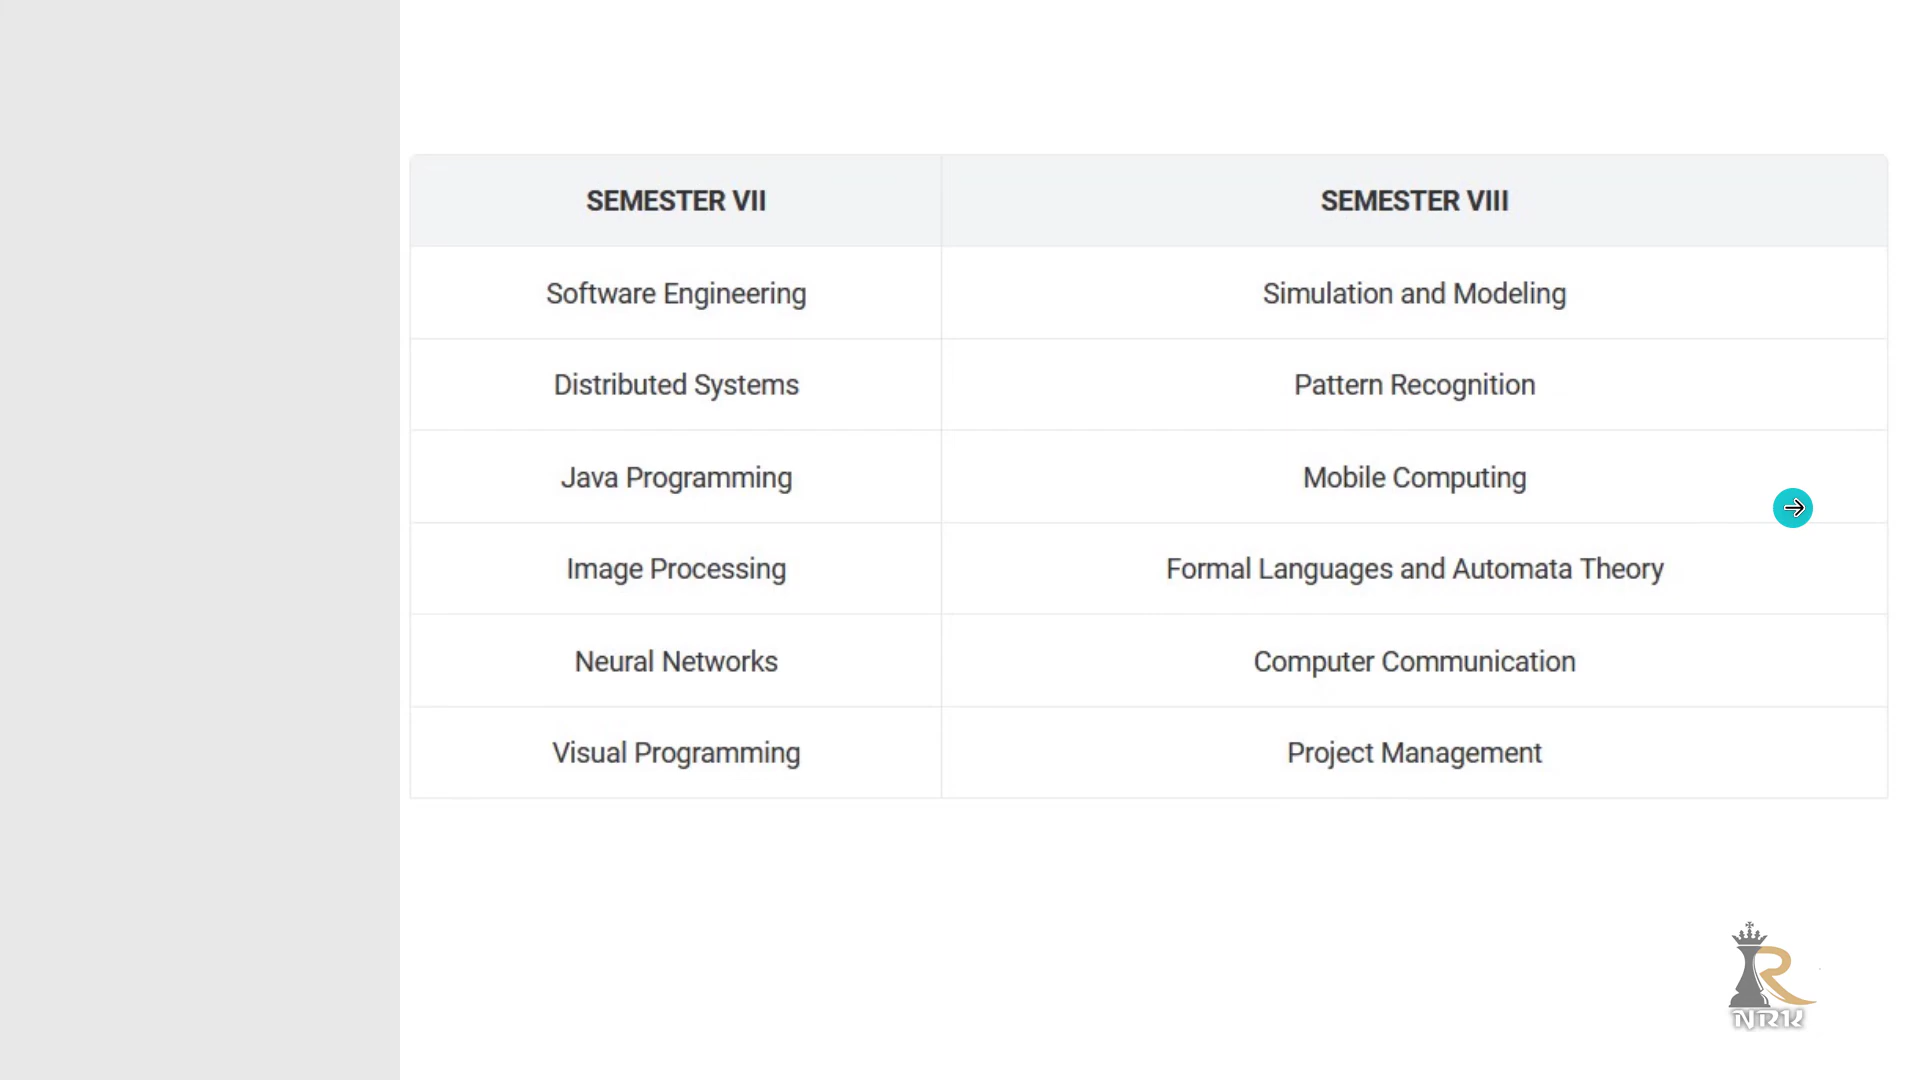 SEMESTER VII SEMESTER VIII
Software Engineering Simulation and Modeling
Distributed Systems Pattern Recognition
Java Programming Mobile Computing
Image Processing Formal Languages and Automata Theory
Neural Networks Computer Communication
Visual Programming Project Management
R
NRK